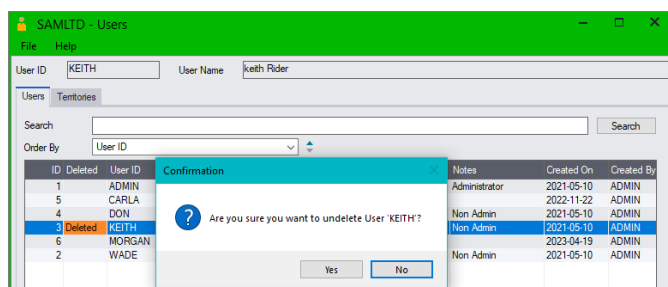 SAMLTD - Users
File Help
User ID KEITH User Name keith Rider
Users Territories
Search Search
Order By User ID
ID Deleted User ID Notes Created On Created By
1 ADMIN Administrator 2021-05-10 ADMIN
5 CARLA 2022-11-22 ADMIN
4 DON Non Admin 2021-05-10 ADMIN
3 Deleted KEITH Non Admin 2021-05-10 ADMIN
6 MORGAN 2023-04-19 ADMIN
2 WADE Non Admin 2021-05-10 ADMIN
Confirmation
Are you sure you want to undelete User 'KEITH'?
Yes No